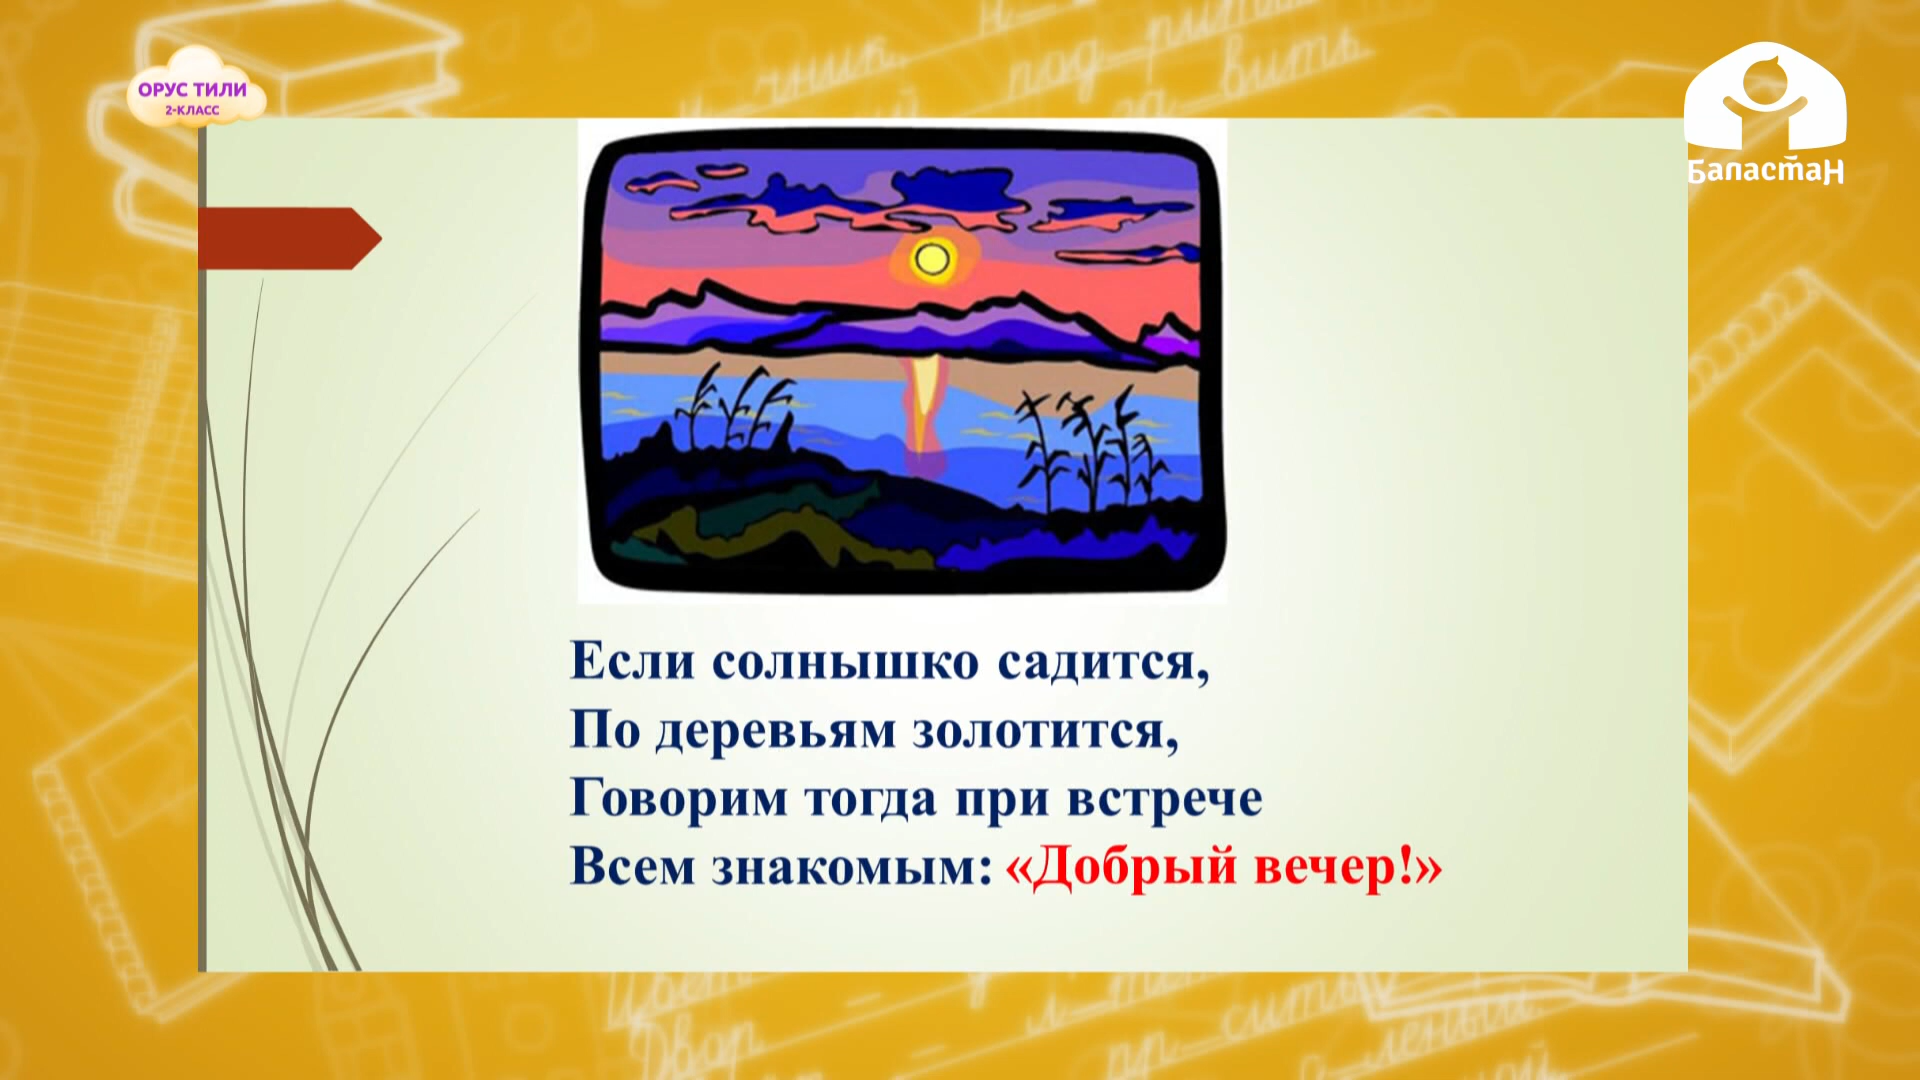 ОРУС ТИЛИ
2-КЛАСС
Баластан
Если солнышко садится,
По деревьям золотится,
Говорим тогда при встрече
Всем знакомым: «Добрый вечер!»